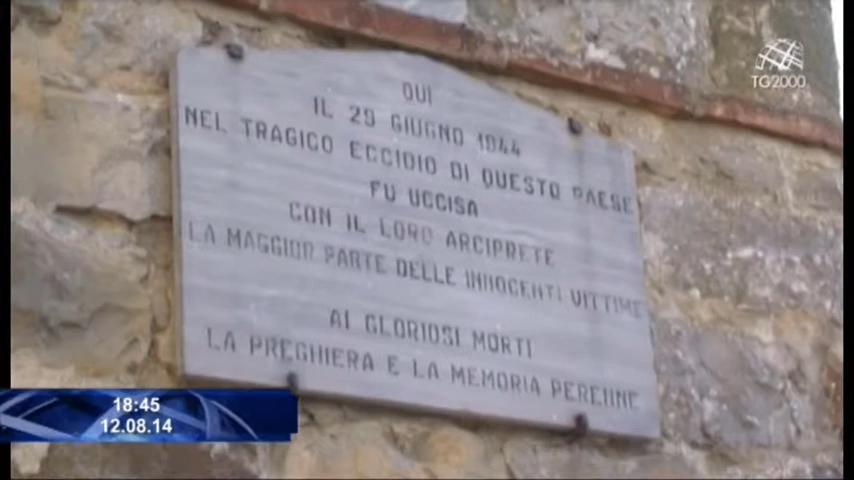 TG2000
QUI
IL 29 GIUGNO 1944
NEL TRAGICO ECCIDIO DI QUESTO PAESE
FU UCCISA
CON IL LORO ARCIPRETE
LA MAGGIOR PARTE DELLE INNOCENTI VITTIME
AI GLORIOSI MORTI
LA PREGHIERA E LA MEMORIA PERENNE
18:45
12.08.14